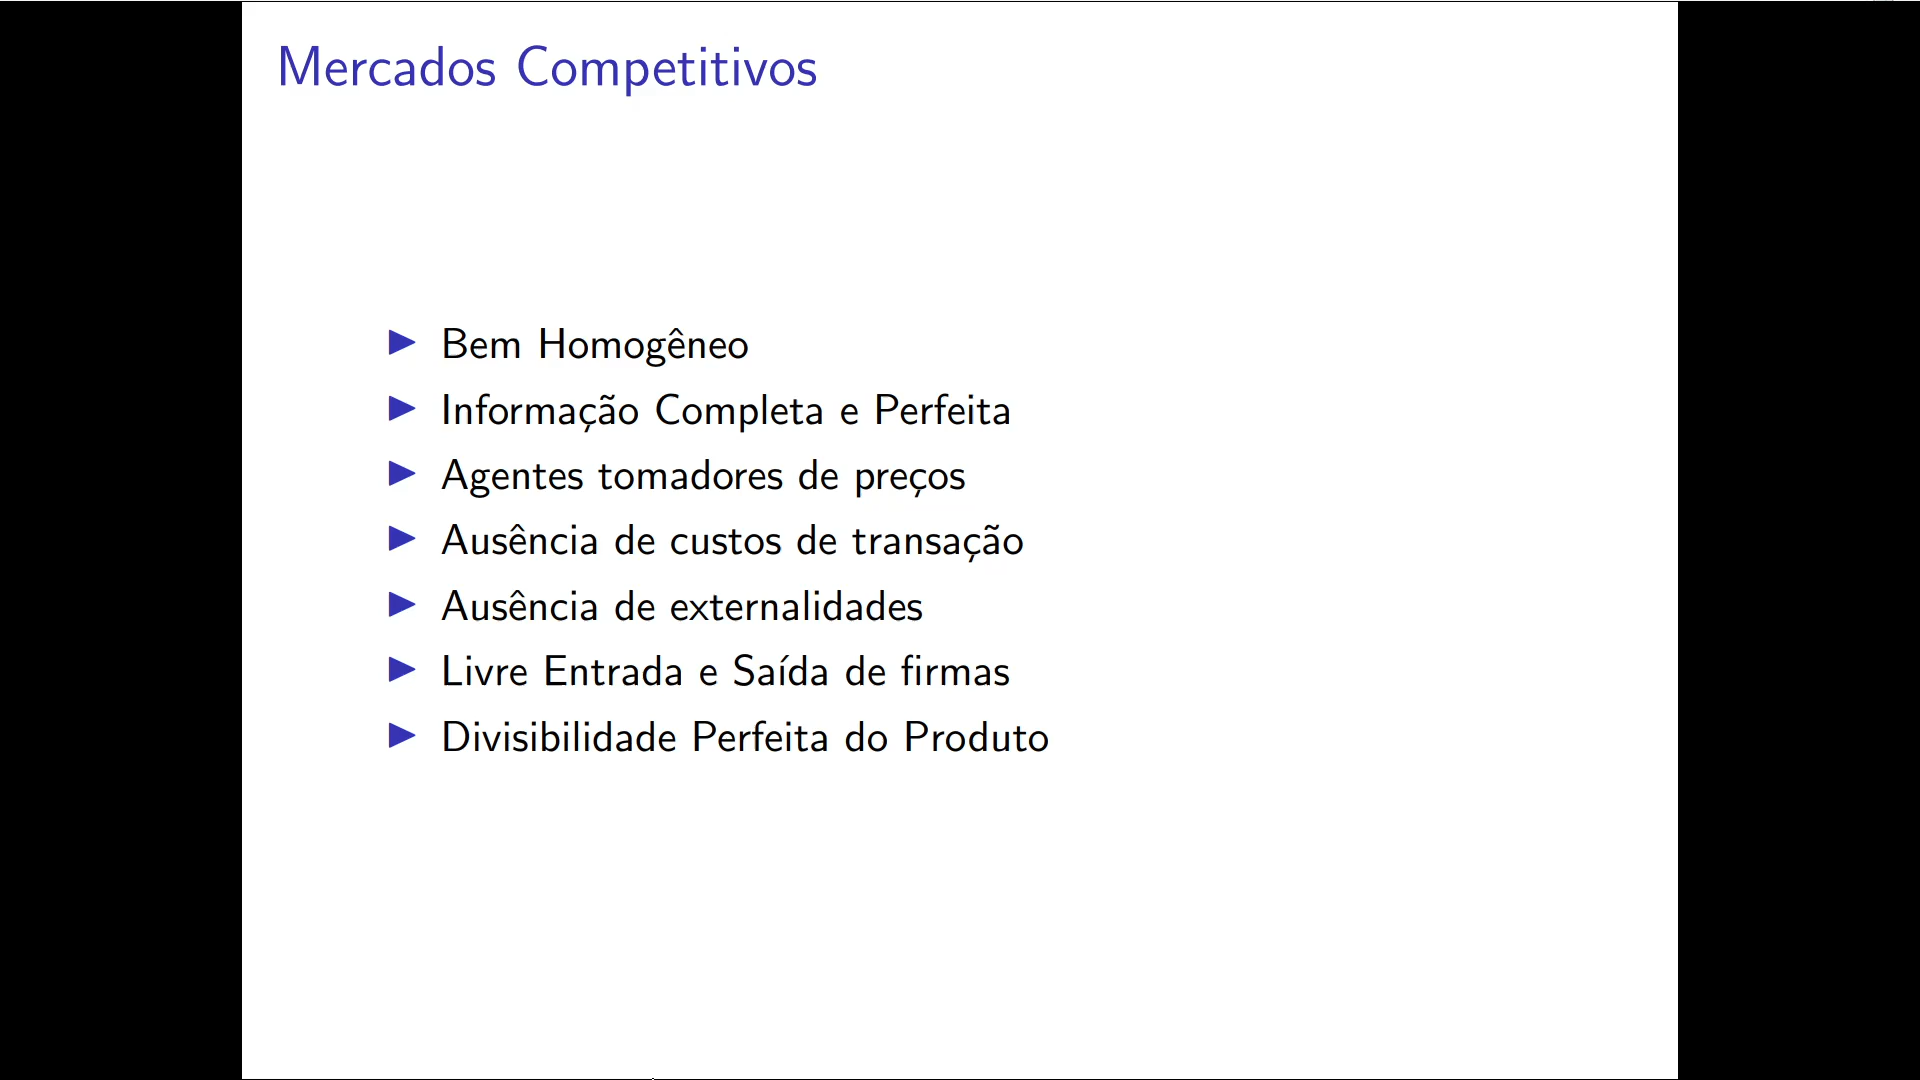 Mercados Competitivos
Bem Homogêneo
Informação Completa e Perfeita
Agentes tomadores de preços
Ausência de custos de transação
Ausência de externalidades
Livre Entrada e Saída de firmas
Divisibilidade Perfeita do Produto